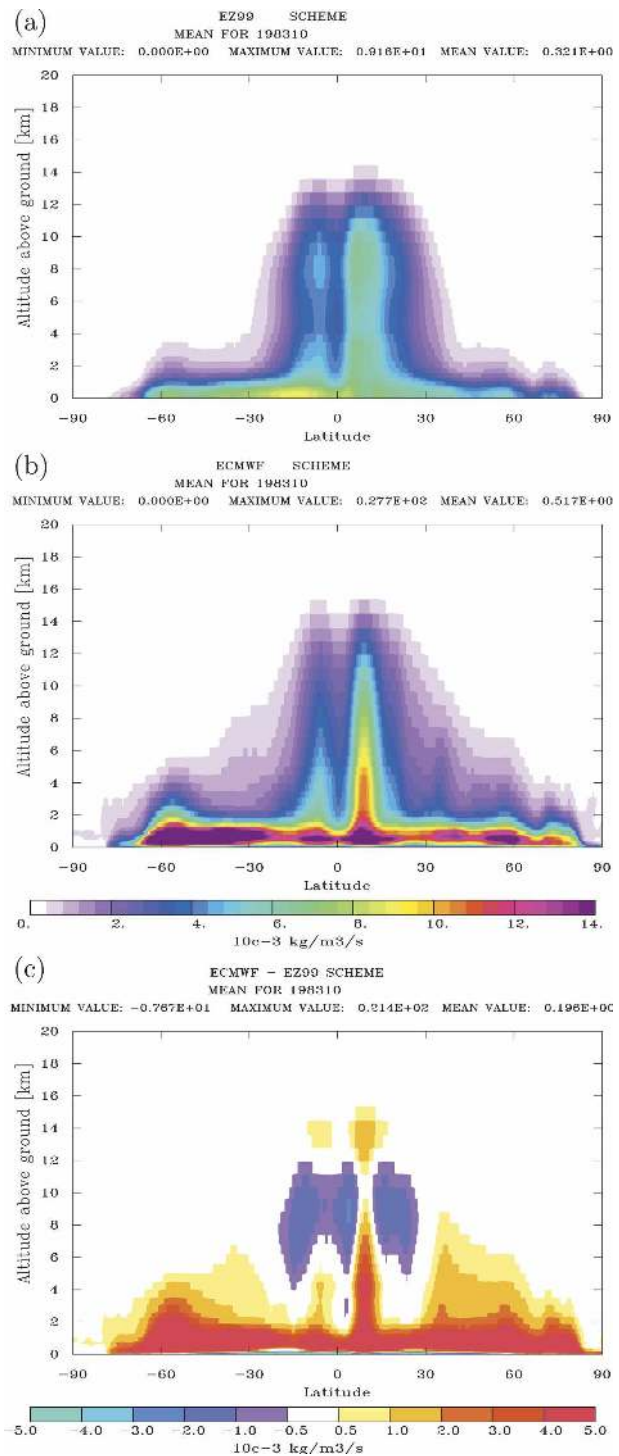 (a)
EZ99 SCHEME
MEAN FOR 198310
MINIMUM VALUE: 0.000E+00 MAXIMUM VALUE: 0.916E+01 MEAN VALUE: 0.321E+00
Altitude above ground [km]
20
18
16
14
12
10
8
6
4
2
0
−90 −60 −30 0 30 60 90
Latitude
(b)
ECMWF SCHEME
MEAN FOR 198310
MINIMUM VALUE: 0.000E+00 MAXIMUM VALUE: 0.277E+02 MEAN VALUE: 0.517E+00
Altitude above ground [km]
20
18
16
14
12
10
8
6
4
2
0
−90 −60 −30 0 30 60 90
Latitude
0. 2. 4. 6. 8. 10. 12. 14.
10e−3 kg/m3/s
(c)
ECMWF − EZ99 SCHEME
MEAN FOR 198310
MINIMUM VALUE: −0.767E+01 MAXIMUM VALUE: 0.214E+02 MEAN VALUE: 0.196E+00
Altitude above ground [km]
20
18
16
14
12
10
8
6
4
2
0
−90 −60 −30 0 30 60 90
Latitude
−5.0 −4.0 −3.0 −2.0 −1.0 −0.5 0.5 1.0 2.0 3.0 4.0 5.0
10e−3 kg/m3/s